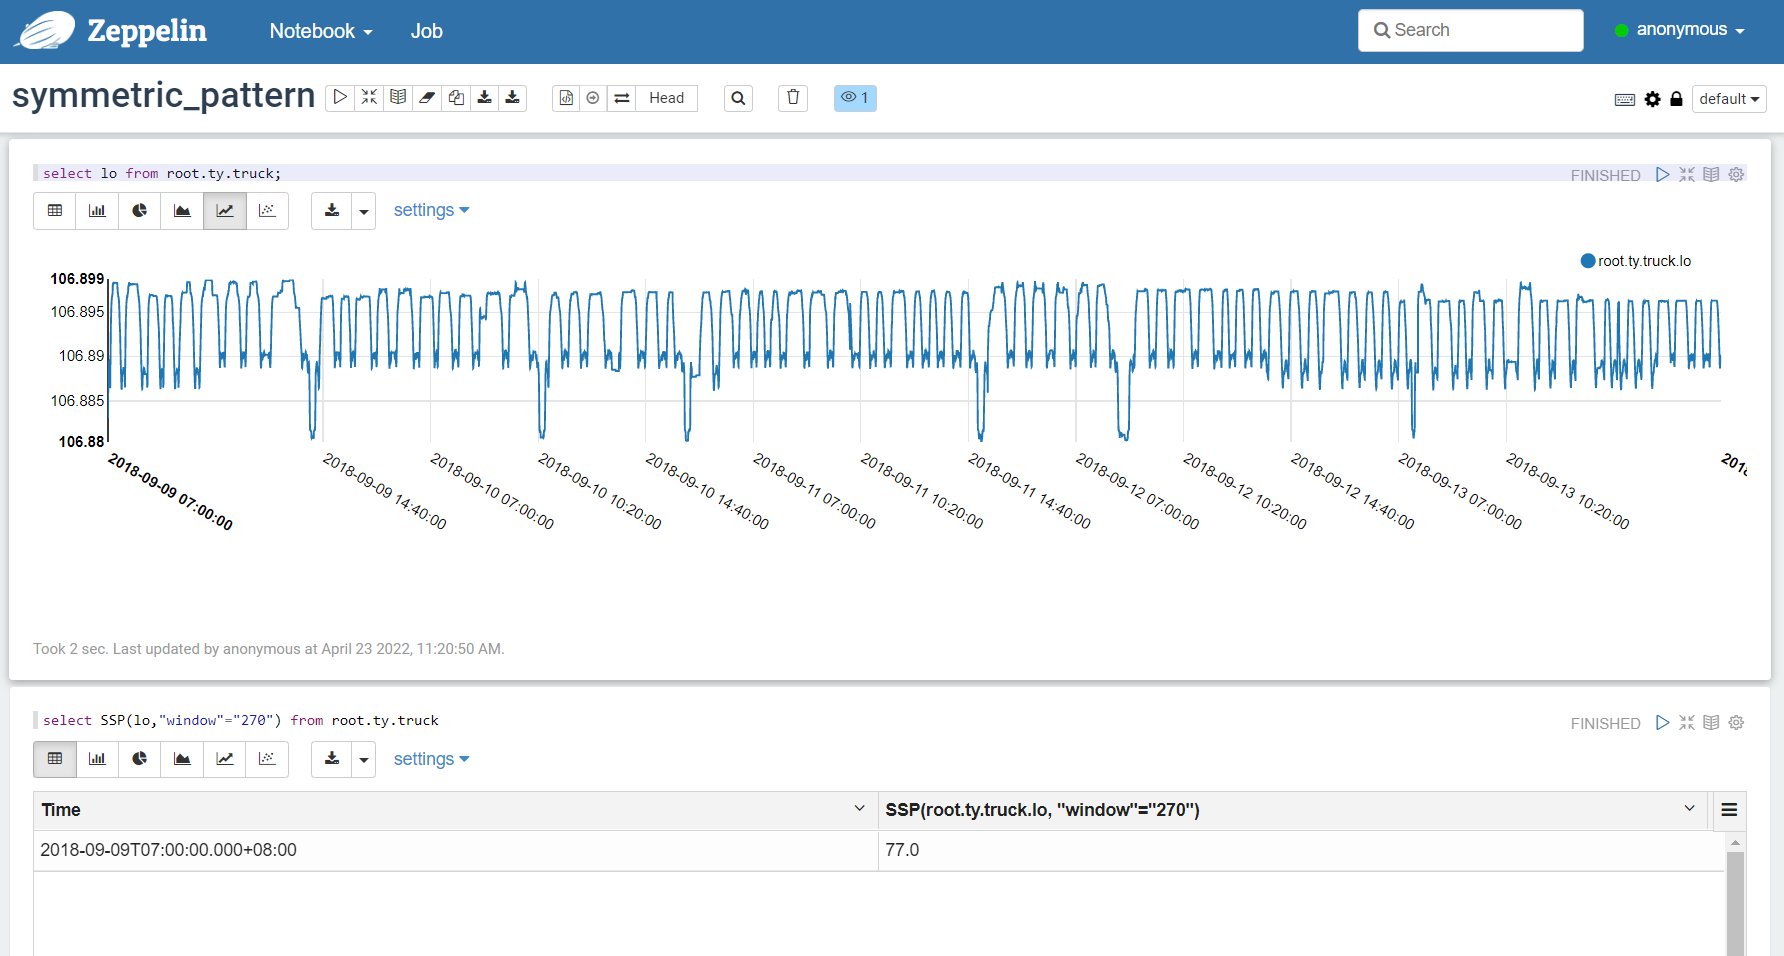 Zeppelin Notebook Job Search anonymous
symmetric_pattern Head 1 default
select lo from root.ty.truck; FINISHED
settings
root.ty.truck.lo
106.899
106.895
106.89
106.885
106.88
2018-09-09 07:00:00 2018-09-09 14:40:00 2018-09-10 07:00:00 2018-09-10 10:20:00 2018-09-10 14:40:00 2018-09-11 07:00:00 2018-09-11 10:20:00 2018-09-11 14:40:00 2018-09-12 07:00:00 2018-09-12 10:20:00 2018-09-12 14:40:00 2018-09-13 07:00:00 2018-09-13 10:20:00
Took 2 sec. Last updated by anonymous at April 23 2022, 11:20:50 AM.
select SSP(lo,"window"="270") from root.ty.truck FINISHED
settings
Time SSP(root.ty.truck.lo, "window"="270")
2018-09-09T07:00:00.000+08:00 77.0